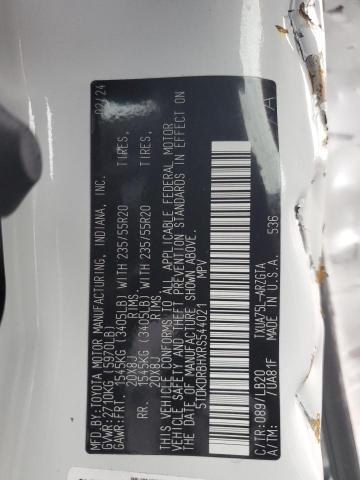 MFD.BY:TOYOTA MOTOR MANUFACTURING, INDIANA, INC. 02/24
GVWR: 2710KG (5970LB)
GAWR:FRT. 1545KG (3405LB) WITH 235/55R20 TIRES,
20X8J RIMS
RR. 1545KG (3405LB) WITH 235/55R20 TIRES,
20X8J RIMS
THIS VEHICLE CONFORMS TO ALL APPLICABLE FEDERAL MOTOR
VEHICLE SAFETY AND THEFT PREVENTION STANDARDS IN EFFECT
ON THE DATE OF MANUFACTURE SHOWN ABOVE.
5TDKDRBHXRS544021 MPV
A
C/TR: 089/LB20 TXUA75L-ARZGTA
A/TM: /UA81F MADE IN U.S.A. 536